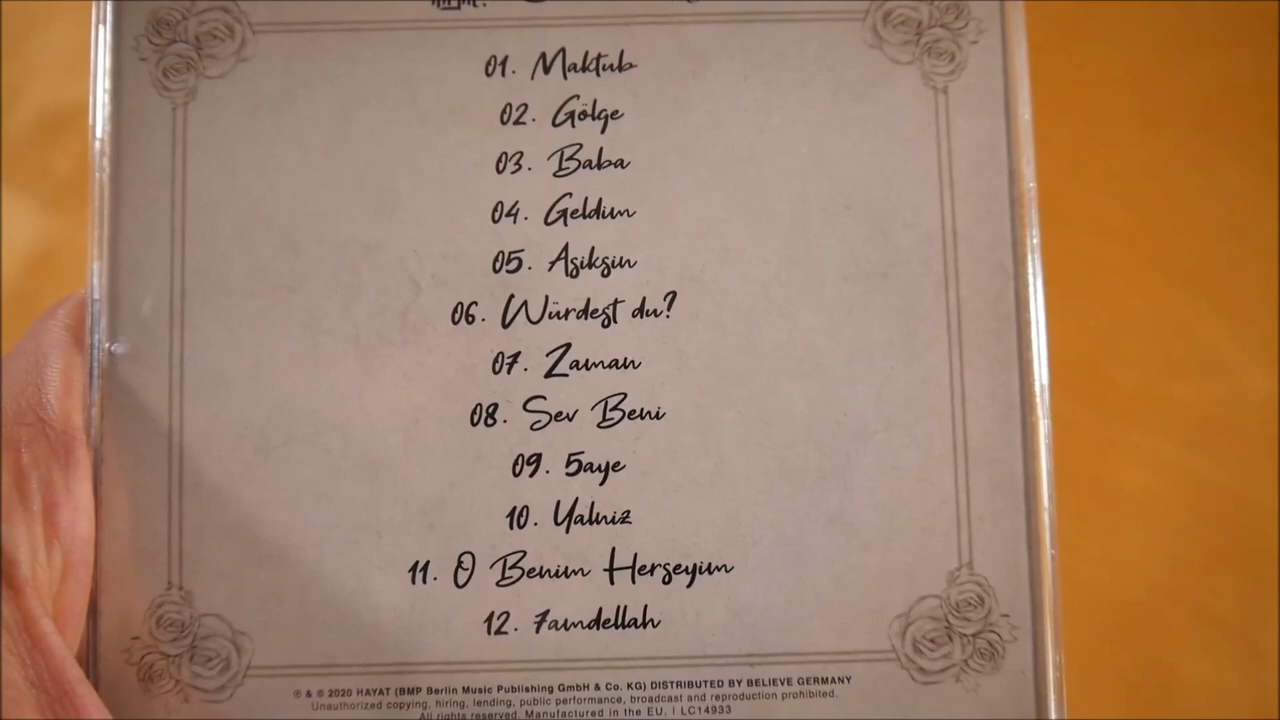 01. Maktub
02. Gölge
03. Baba
04. Geldim
05. Asiksin
06. Würdest du?
07. Zaman
08. Sev Beni
09. 5aye
10. Yalniz
11. O Benim Herseyim
12. 7amdellah
℗ & © 2020 HAYAT (BMP Berlin Music Publishing GmbH & Co. KG) DISTRIBUTED BY BELIEVE GERMANY
Unauthorized copying, hiring, lending, public performance, broadcast and reproduction prohibited.
All rights reserved. Manufactured in the EU. I LC14933